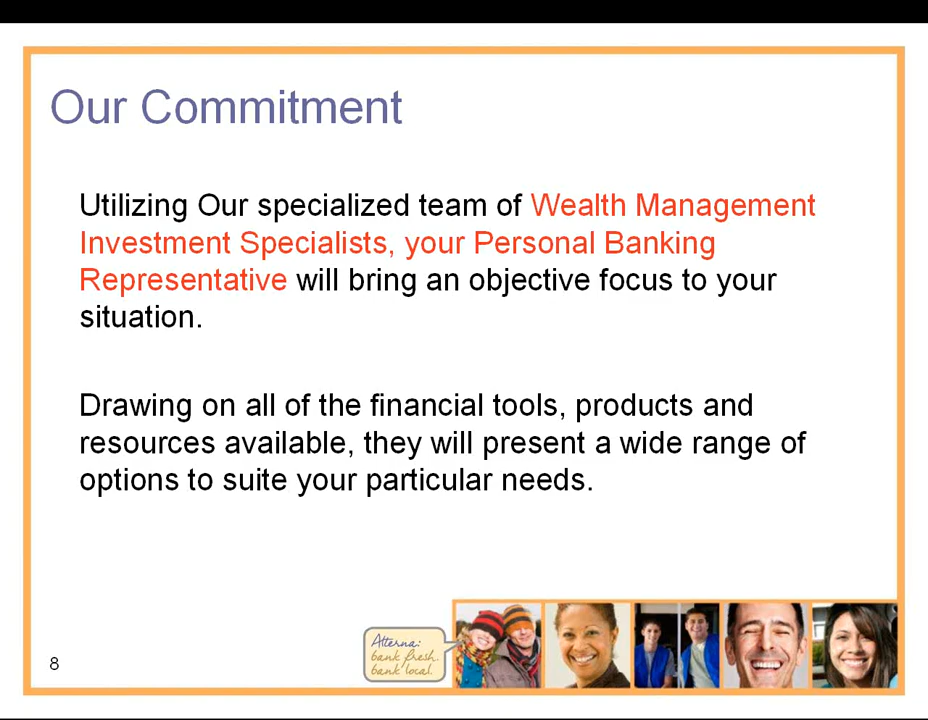 Our Commitment
Utilizing Our specialized team of Wealth Management
Investment Specialists, your Personal Banking
Representative will bring an objective focus to your
situation.
Drawing on all of the financial tools, products and
resources available, they will present a wide range of
options to suite your particular needs.
8
Alterna:
bank fresh.
bank local.